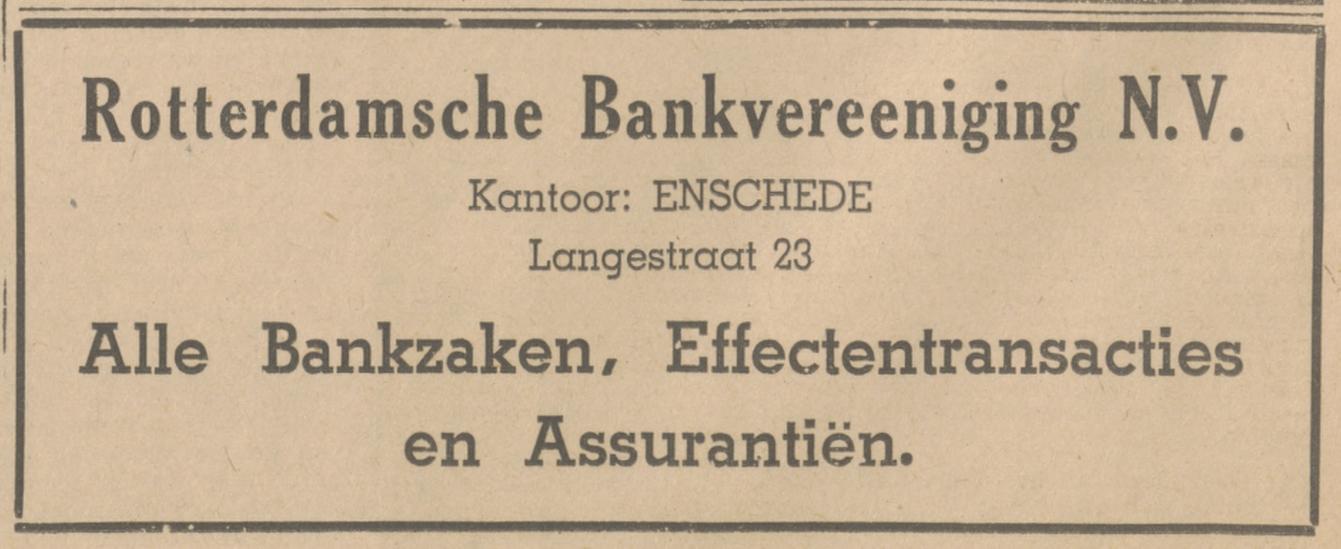 Rotterdamsche Bankvereeniging N.V.
Kantoor: ENSCHEDE
Langestraat 23
Alle Bankzaken, Effectentransacties
en Assurantiën.